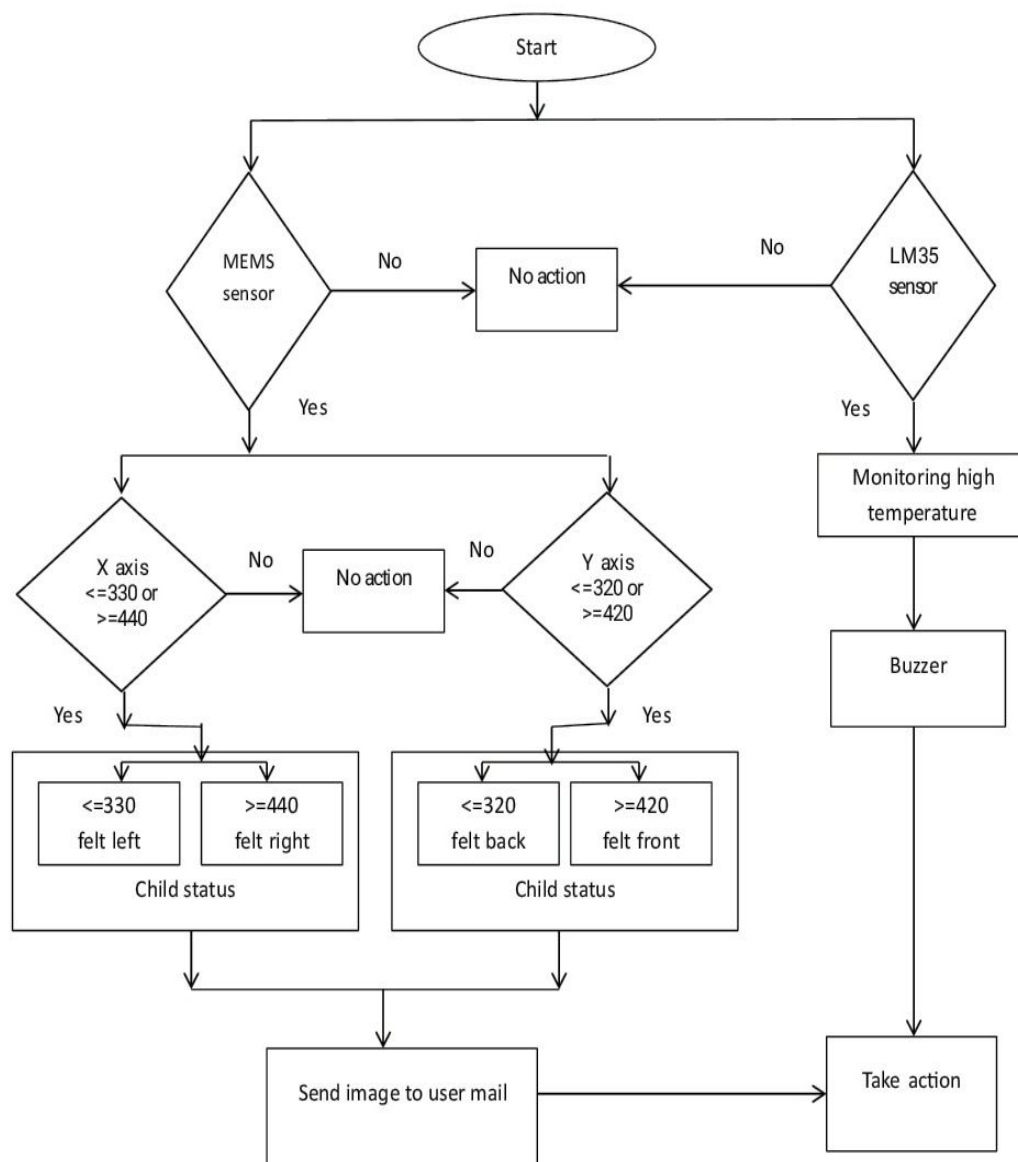 Start
MEMS
sensor
No
No action
No
LM35
sensor
Yes
Yes
Monitoring high
temperature
X axis
<=330 or
>=440
No
No action
No
Y axis
<=320 or
>=420
Buzzer
Yes
Yes
<=330
felt left
>=440
felt right
Child status
<=320
felt back
>=420
felt front
Child status
Send image to user mail
Take action